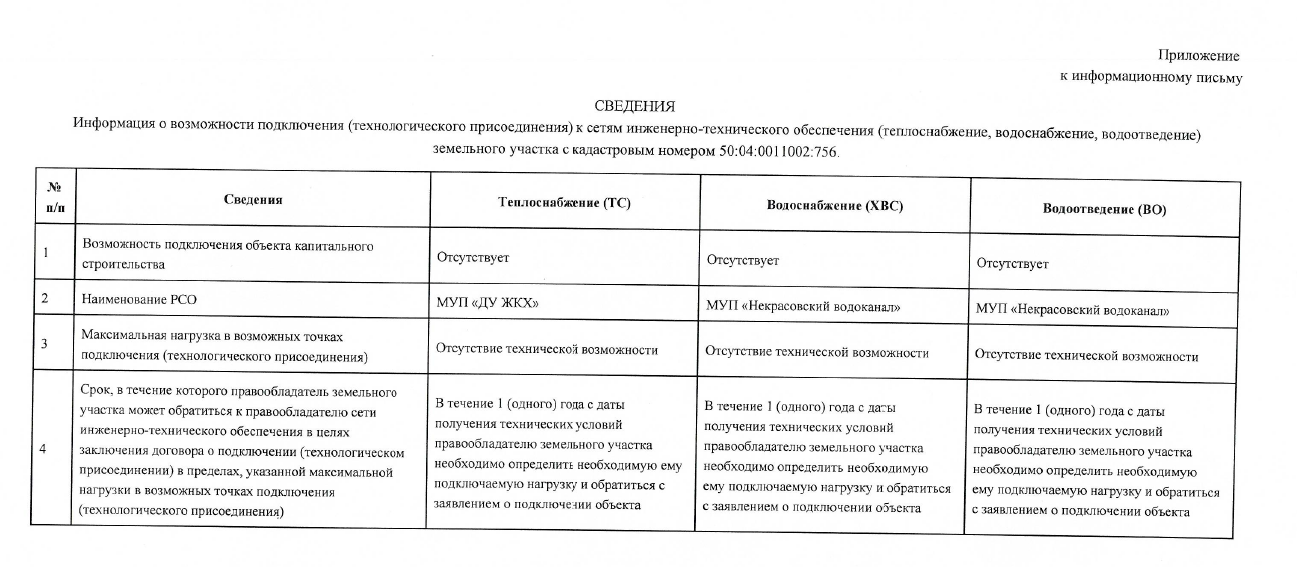 Приложение
к информационному письму
СВЕДЕНИЯ
Информация о возможности подключения (технологического присоединения) к сетям инженерно-технического обеспечения (теплоснабжение, водоснабжение, водоотведение)
земельного участка с кадастровым номером 50:04:0011002:756.
№
п/п
Сведения
Теплоснабжение (ТС)
Водоснабжение (ХВС)
Водоотведение (ВО)
1
Возможность подключения объекта капитального
строительства
Отсутствует
Отсутствует
Отсутствует
2
Наименование РСО
МУП «ДУ ЖКХ»
МУП «Некрасовский водоканал»
МУП «Некрасовский водоканал»
3
Максимальная нагрузка в возможных точках
подключения (технологического присоединения)
Отсутствие технической возможности
Отсутствие технической возможности
Отсутствие технической возможности
4
Срок, в течение которого правообладатель земельного
участка может обратиться к правообладателю сети
инженерно-технического обеспечения в целях
заключения договора о подключении (технологическом
присоединении) в пределах, указанной максимальной
нагрузки в возможных точках подключения
(технологического присоединения)
В течение 1 (одного) года с даты
получения технических условий
правообладателю земельного участка
необходимо определить необходимую ему
подключаемую нагрузку и обратиться с
заявлением о подключении объекта
В течение 1 (одного) года с даты
получения технических условий
правообладателю земельного участка
необходимо определить необходимую
ему подключаемую нагрузку и обратиться
с заявлением о подключении объекта
В течение 1 (одного) года с даты
получения технических условий
правообладателю земельного участка
необходимо определить необходимую
ему подключаемую нагрузку и обратиться
с заявлением о подключении объекта